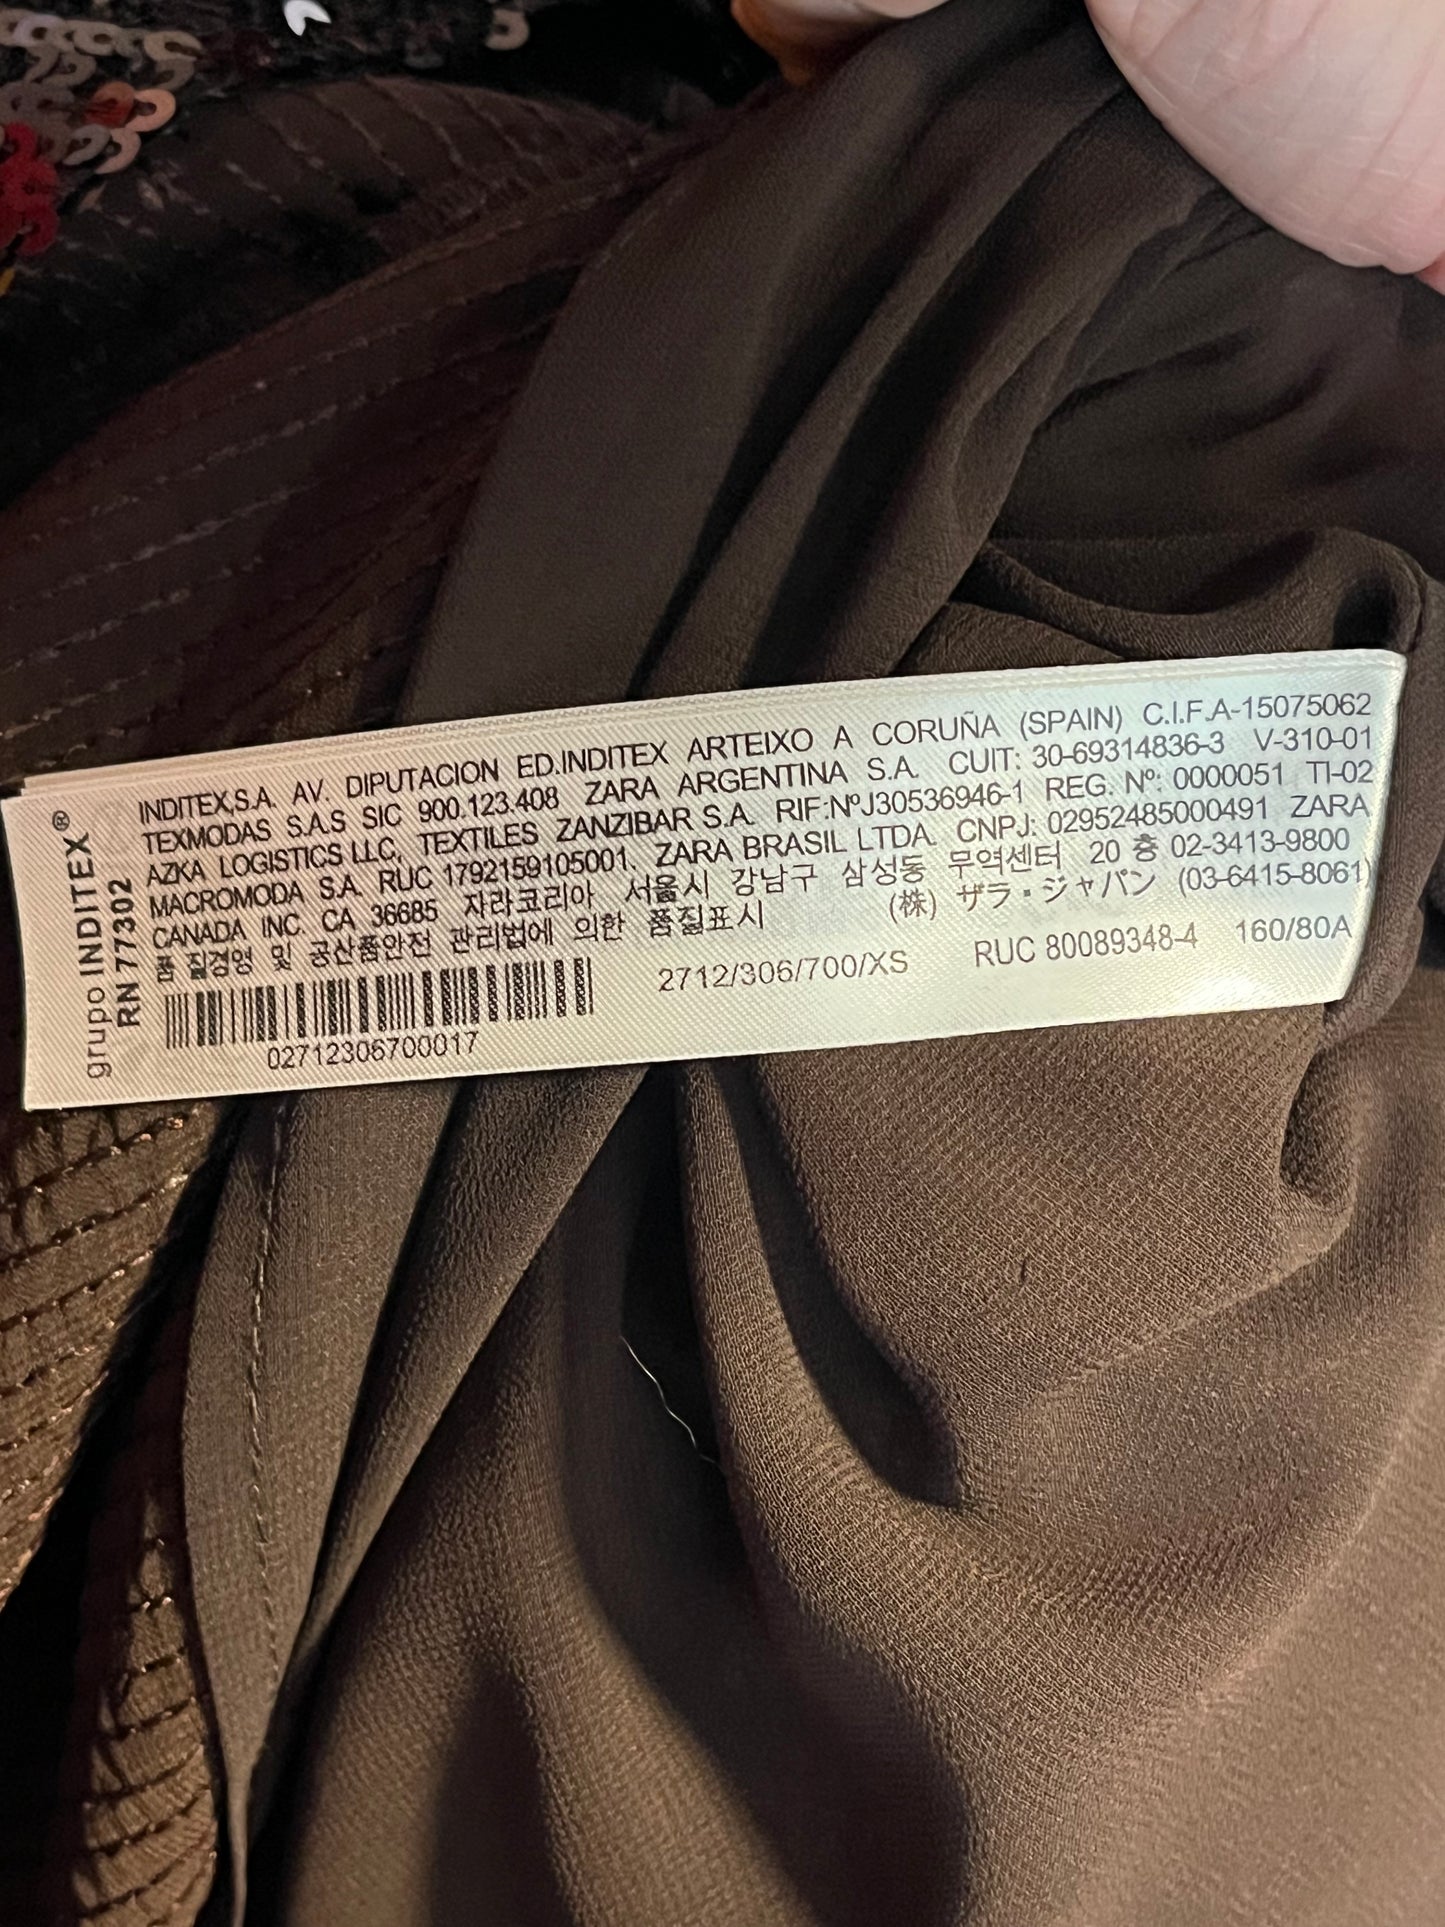 grupo INDITEX®
RN 77302
INDITEX,S.A. AV. DIPUTACION ED.INDITEX ARTEIXO A CORUÑA (SPAIN) C.I.F.A-15075062
TEXMODAS S.A.S SIC 900.123.408 ZARA ARGENTINA S.A. CUIT: 30-69314836-3 V-310-01
AZKA LOGISTICS LLC, TEXTILES ZANZIBAR S.A. RIF:NºJ30536946-1 REG. Nº: 0000051 TI-02
MACROMODA S.A. RUC 1792159105001. ZARA BRASIL LTDA. CNPJ: 02952485000491 ZARA
CANADA INC. CA 36685 자라코리아 서울시 강남구 삼성동 무역센터 20 층 02-3413-9800
품 질경영 및 공산품안전 관리법에 의한 품질표시 (株) ザラ・ジャパン (03-6415-8061)
2712/306/700/XS RUC 80089348-4 160/80A
02712306700017